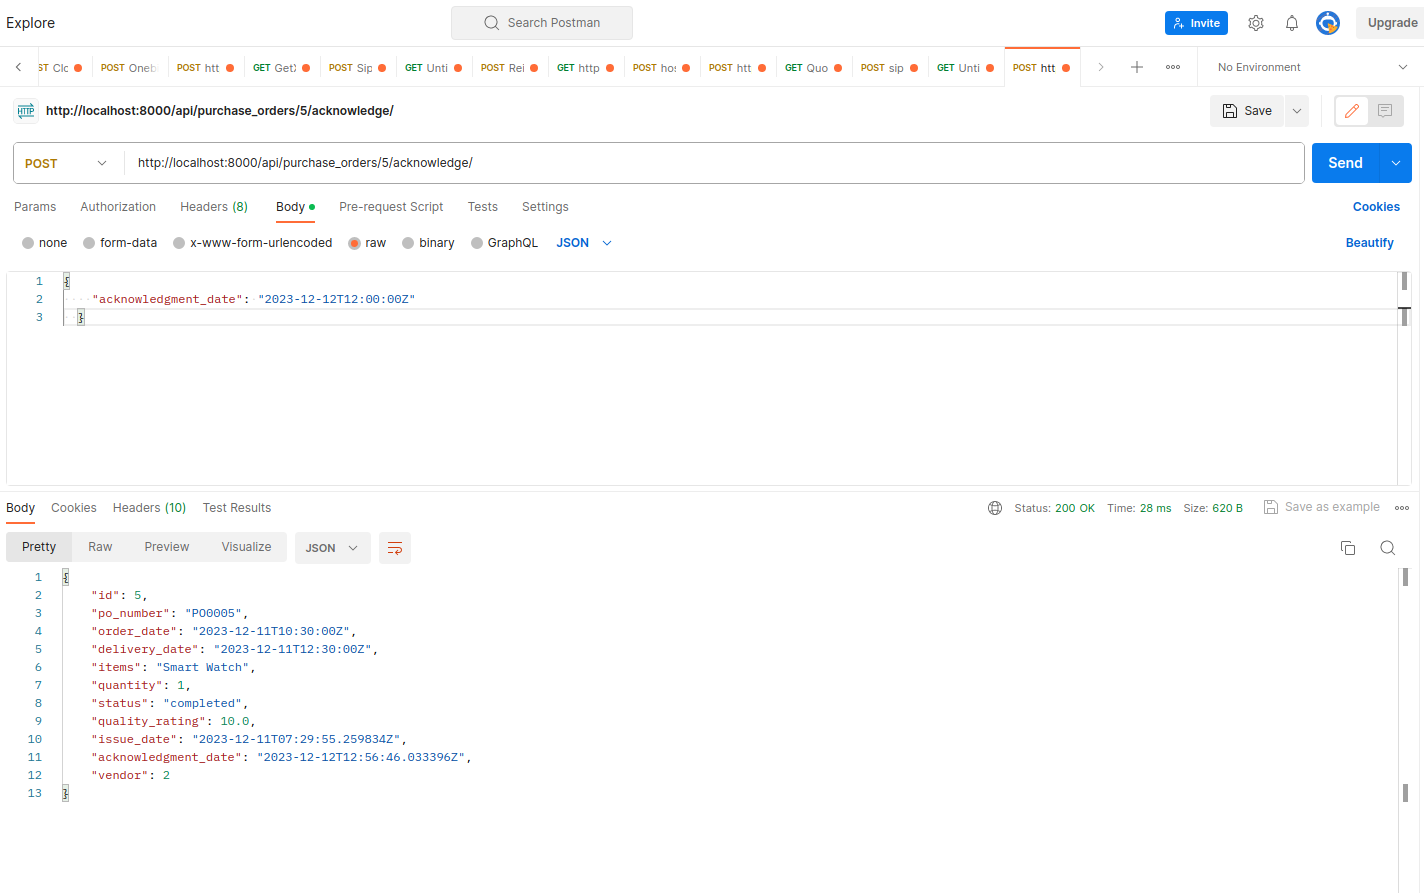 Explore
Search Postman
Invite
Upgrade
ST Clc
POST Oneb
POST htt
GET GetX
POST Sip
GET Unti
POST Rei
GET http
POST hos
POST htt
GET Quo
POST sip
GET Unti
POST htt
No Environment
HTTP http://localhost:8000/api/purchase_orders/5/acknowledge/
Save
POST http://localhost:8000/api/purchase_orders/5/acknowledge/
Send
Params Authorization Headers (8) Body Pre-request Script Tests Settings Cookies
none form-data x-www-form-urlencoded raw binary GraphQL JSON Beautify
1 {
2 "acknowledgment_date": "2023-12-12T12:00:00Z"
3 }
Body Cookies Headers (10) Test Results Status: 200 OK Time: 28 ms Size: 620 B Save as example
Pretty Raw Preview Visualize JSON
1 {
2 "id": 5,
3 "po_number": "PO0005",
4 "order_date": "2023-12-11T10:30:00Z",
5 "delivery_date": "2023-12-11T12:30:00Z",
6 "items": "Smart Watch",
7 "quantity": 1,
8 "status": "completed",
9 "quality_rating": 10.0,
10 "issue_date": "2023-12-11T07:29:55.259834Z",
11 "acknowledgment_date": "2023-12-12T12:56:46.033396Z",
12 "vendor": 2
13 }